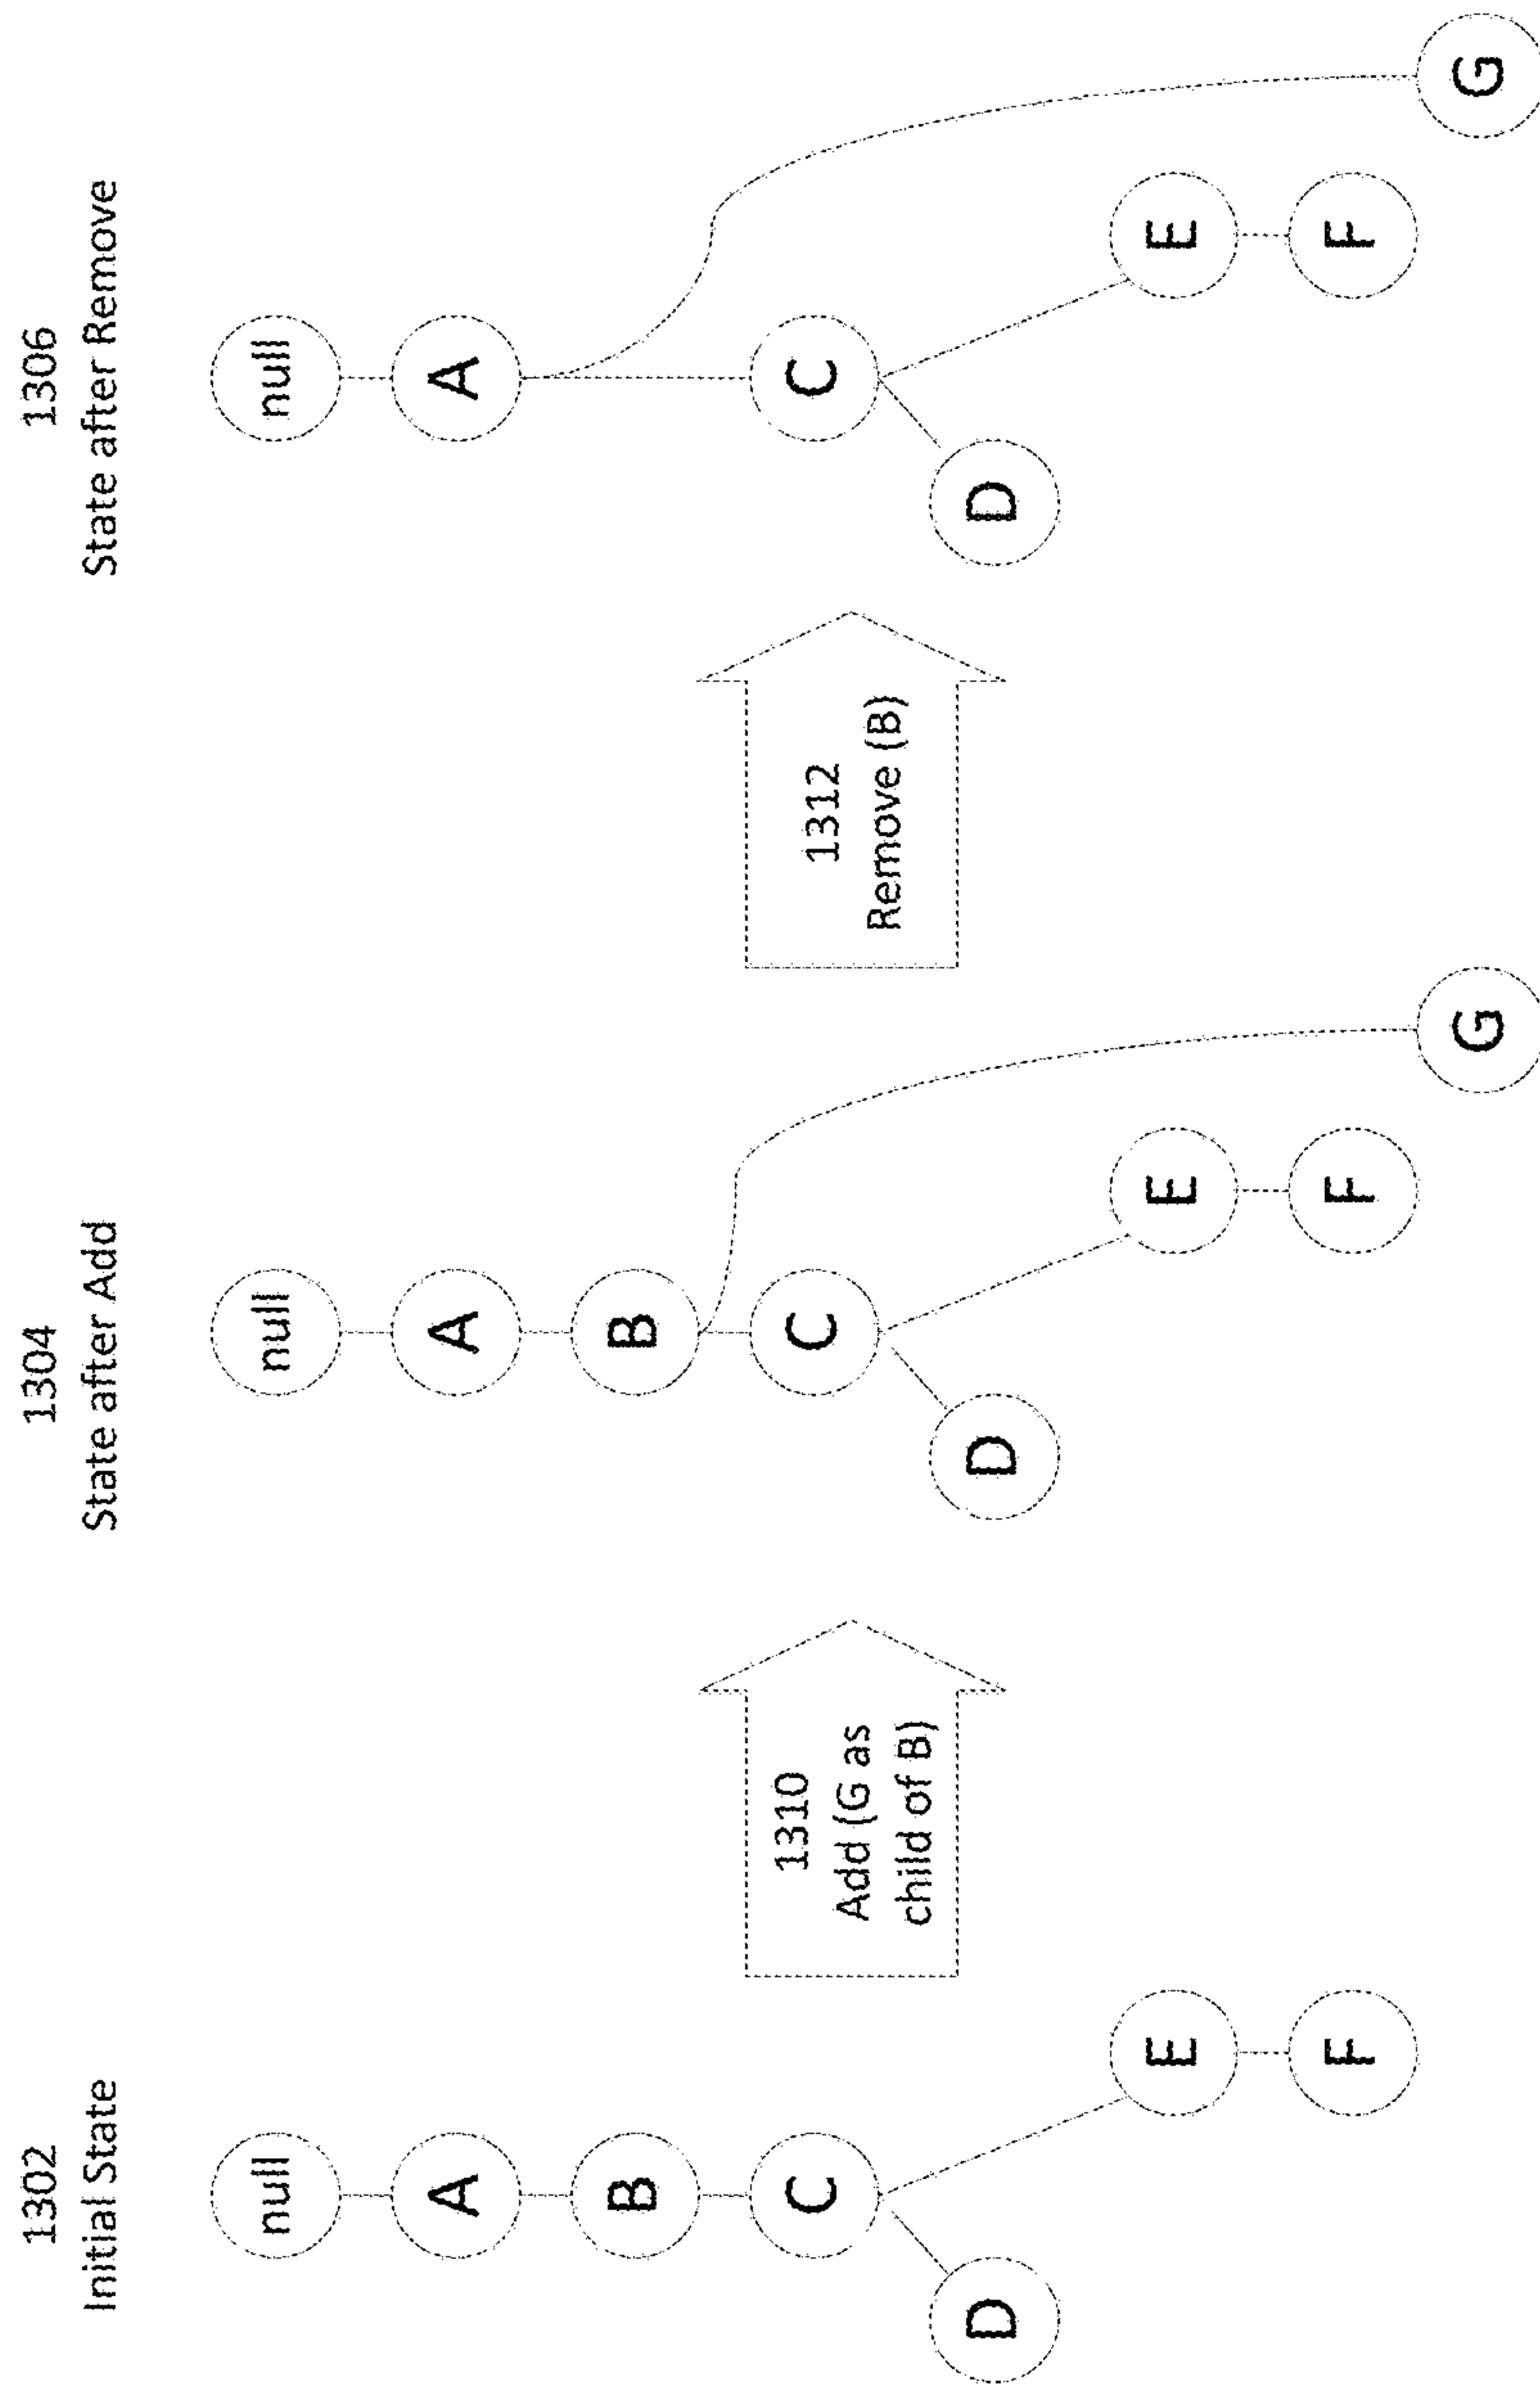 1302
Initial State
null
A
B
C
D
E
F
1310
Add (G as
child of B)
1304
State after Add
null
A
B
C
D
E
F
G
1312
Remove (B)
1306
State after Remove
null
A
C
D
E
F
G